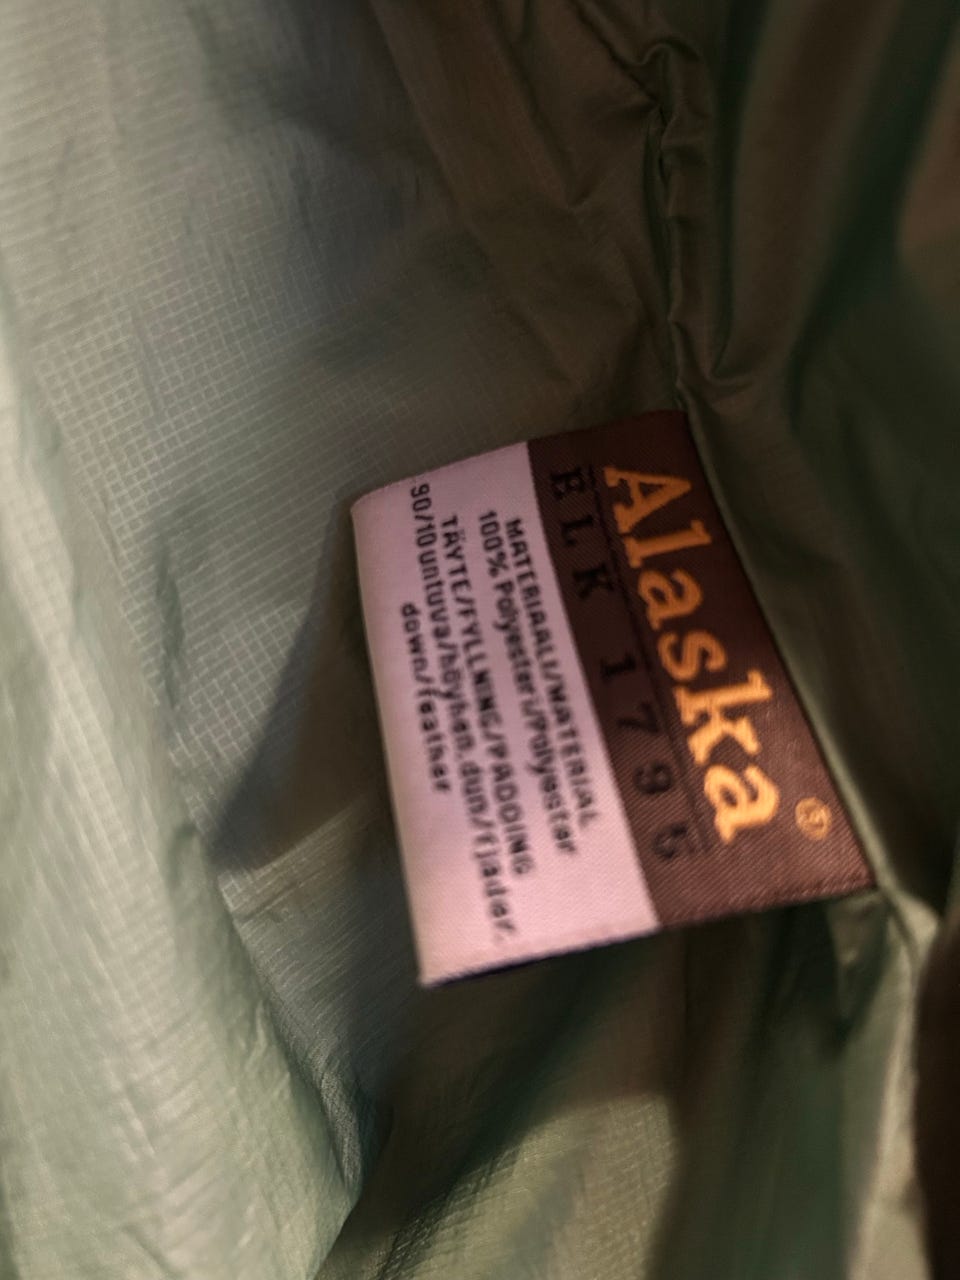 Alaska®
ELK 1795
MATERIAALI/MATERIAL
100% Polyesteri/Polyester
TÄYTE/FYLLNING/PADDING
90/10 untuva/höyhen, dun/fjäder,
down/feather